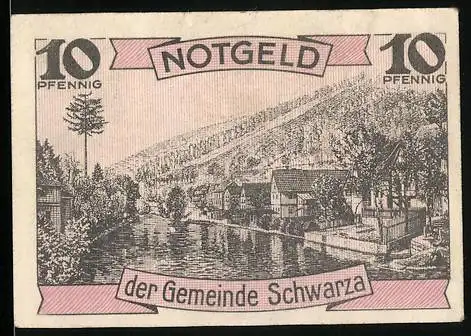 10 NOTGELD 10
PFENNIG PFENNIG
der Gemeinde Schwarza